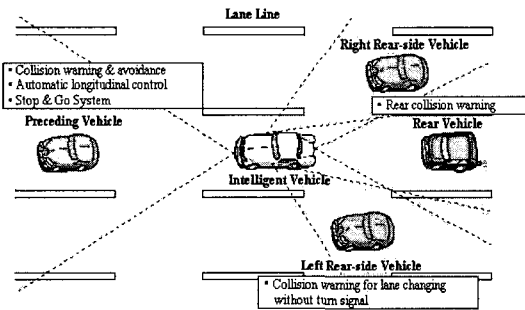 Lane Line
Right Rear-side Vehicle
▪ Collision warning & avoidance
▪ Automatic longitudinal control
▪ Stop & Go System
▪ Rear collision warning
Preceding Vehicle
Rear Vehicle
Intelligent Vehicle
Left Rear-side Vehicle
▪ Collision warning for lane changing
without turn signal